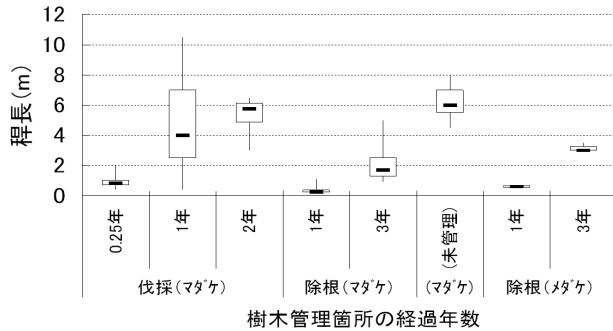 稈長(m)
12
10
8
6
4
2
0
0.25年
1年
2年
1年
3年
(未管理)
1年
3年
伐採(ﾏﾀﾞｹ)
除根(ﾏﾀﾞｹ)
(ﾏﾀﾞｹ)
除根(ﾒﾀﾞｹ)
樹木管理箇所の経過年数